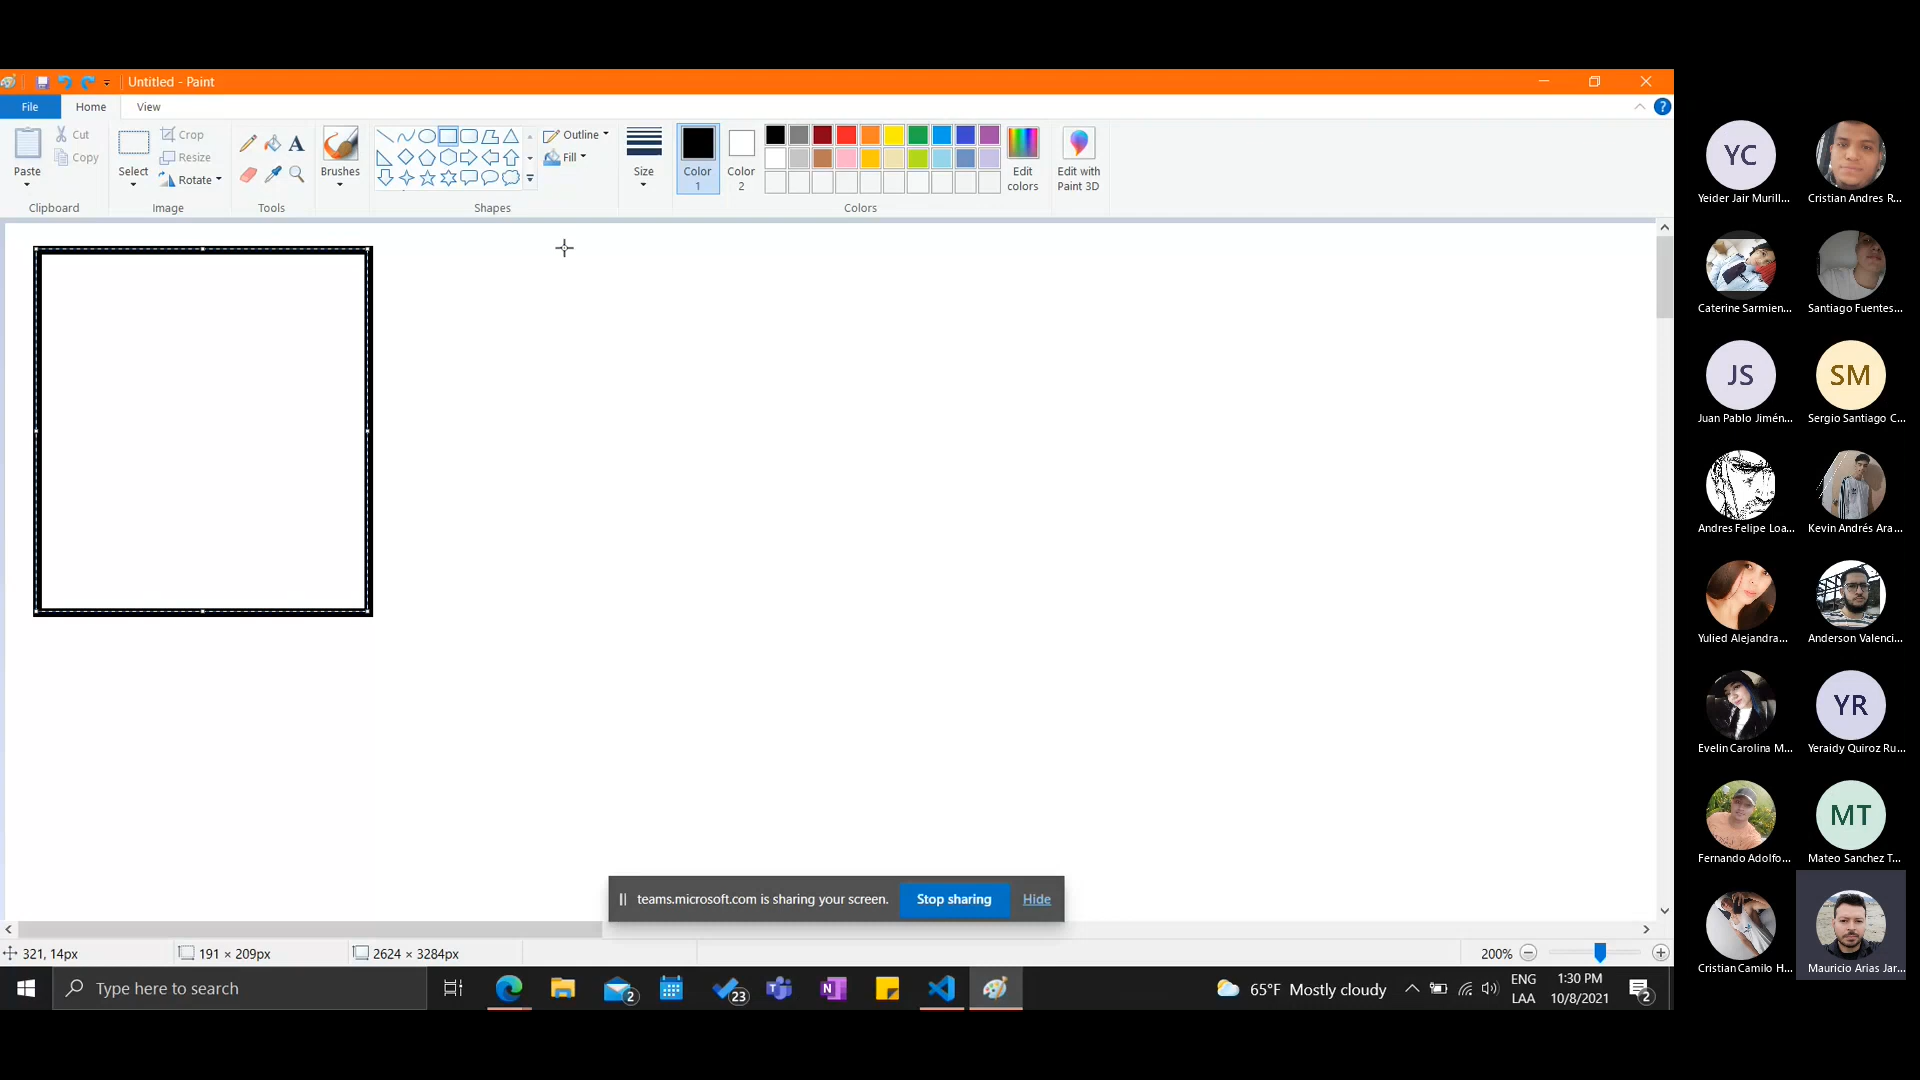 Untitled - Paint
File
Home
View
Paste
Cut
Copy
Clipboard
Select
Crop
Resize
Rotate
Image
A
Tools
Brushes
Outline
Fill
Shapes
Size
Color
1
Color
2
Edit
colors
Colors
Edit with
Paint 3D
?
YC
Yeider Jair Murill...
Cristian Andres R...
Caterine Sarmien...
Santiago Fuentes...
JS
Juan Pablo Jimén...
SM
Sergio Santiago C...
Andres Felipe Loa...
Kevin Andrés Ara...
Yulied Alejandra...
Anderson Valenci...
Evelin Carolina M...
YR
Yeraidy Quiroz Ru...
Fernando Adolfo...
MT
Mateo Sanchez T...
Cristian Camilo H...
Mauricio Arias Jar...
teams.microsoft.com is sharing your screen.
Stop sharing
Hide
321, 14px
191 × 209px
2624 × 3284px
200%
Type here to search
2
23
N
65°F Mostly cloudy
ENG
LAA
1:30 PM
10/8/2021
2